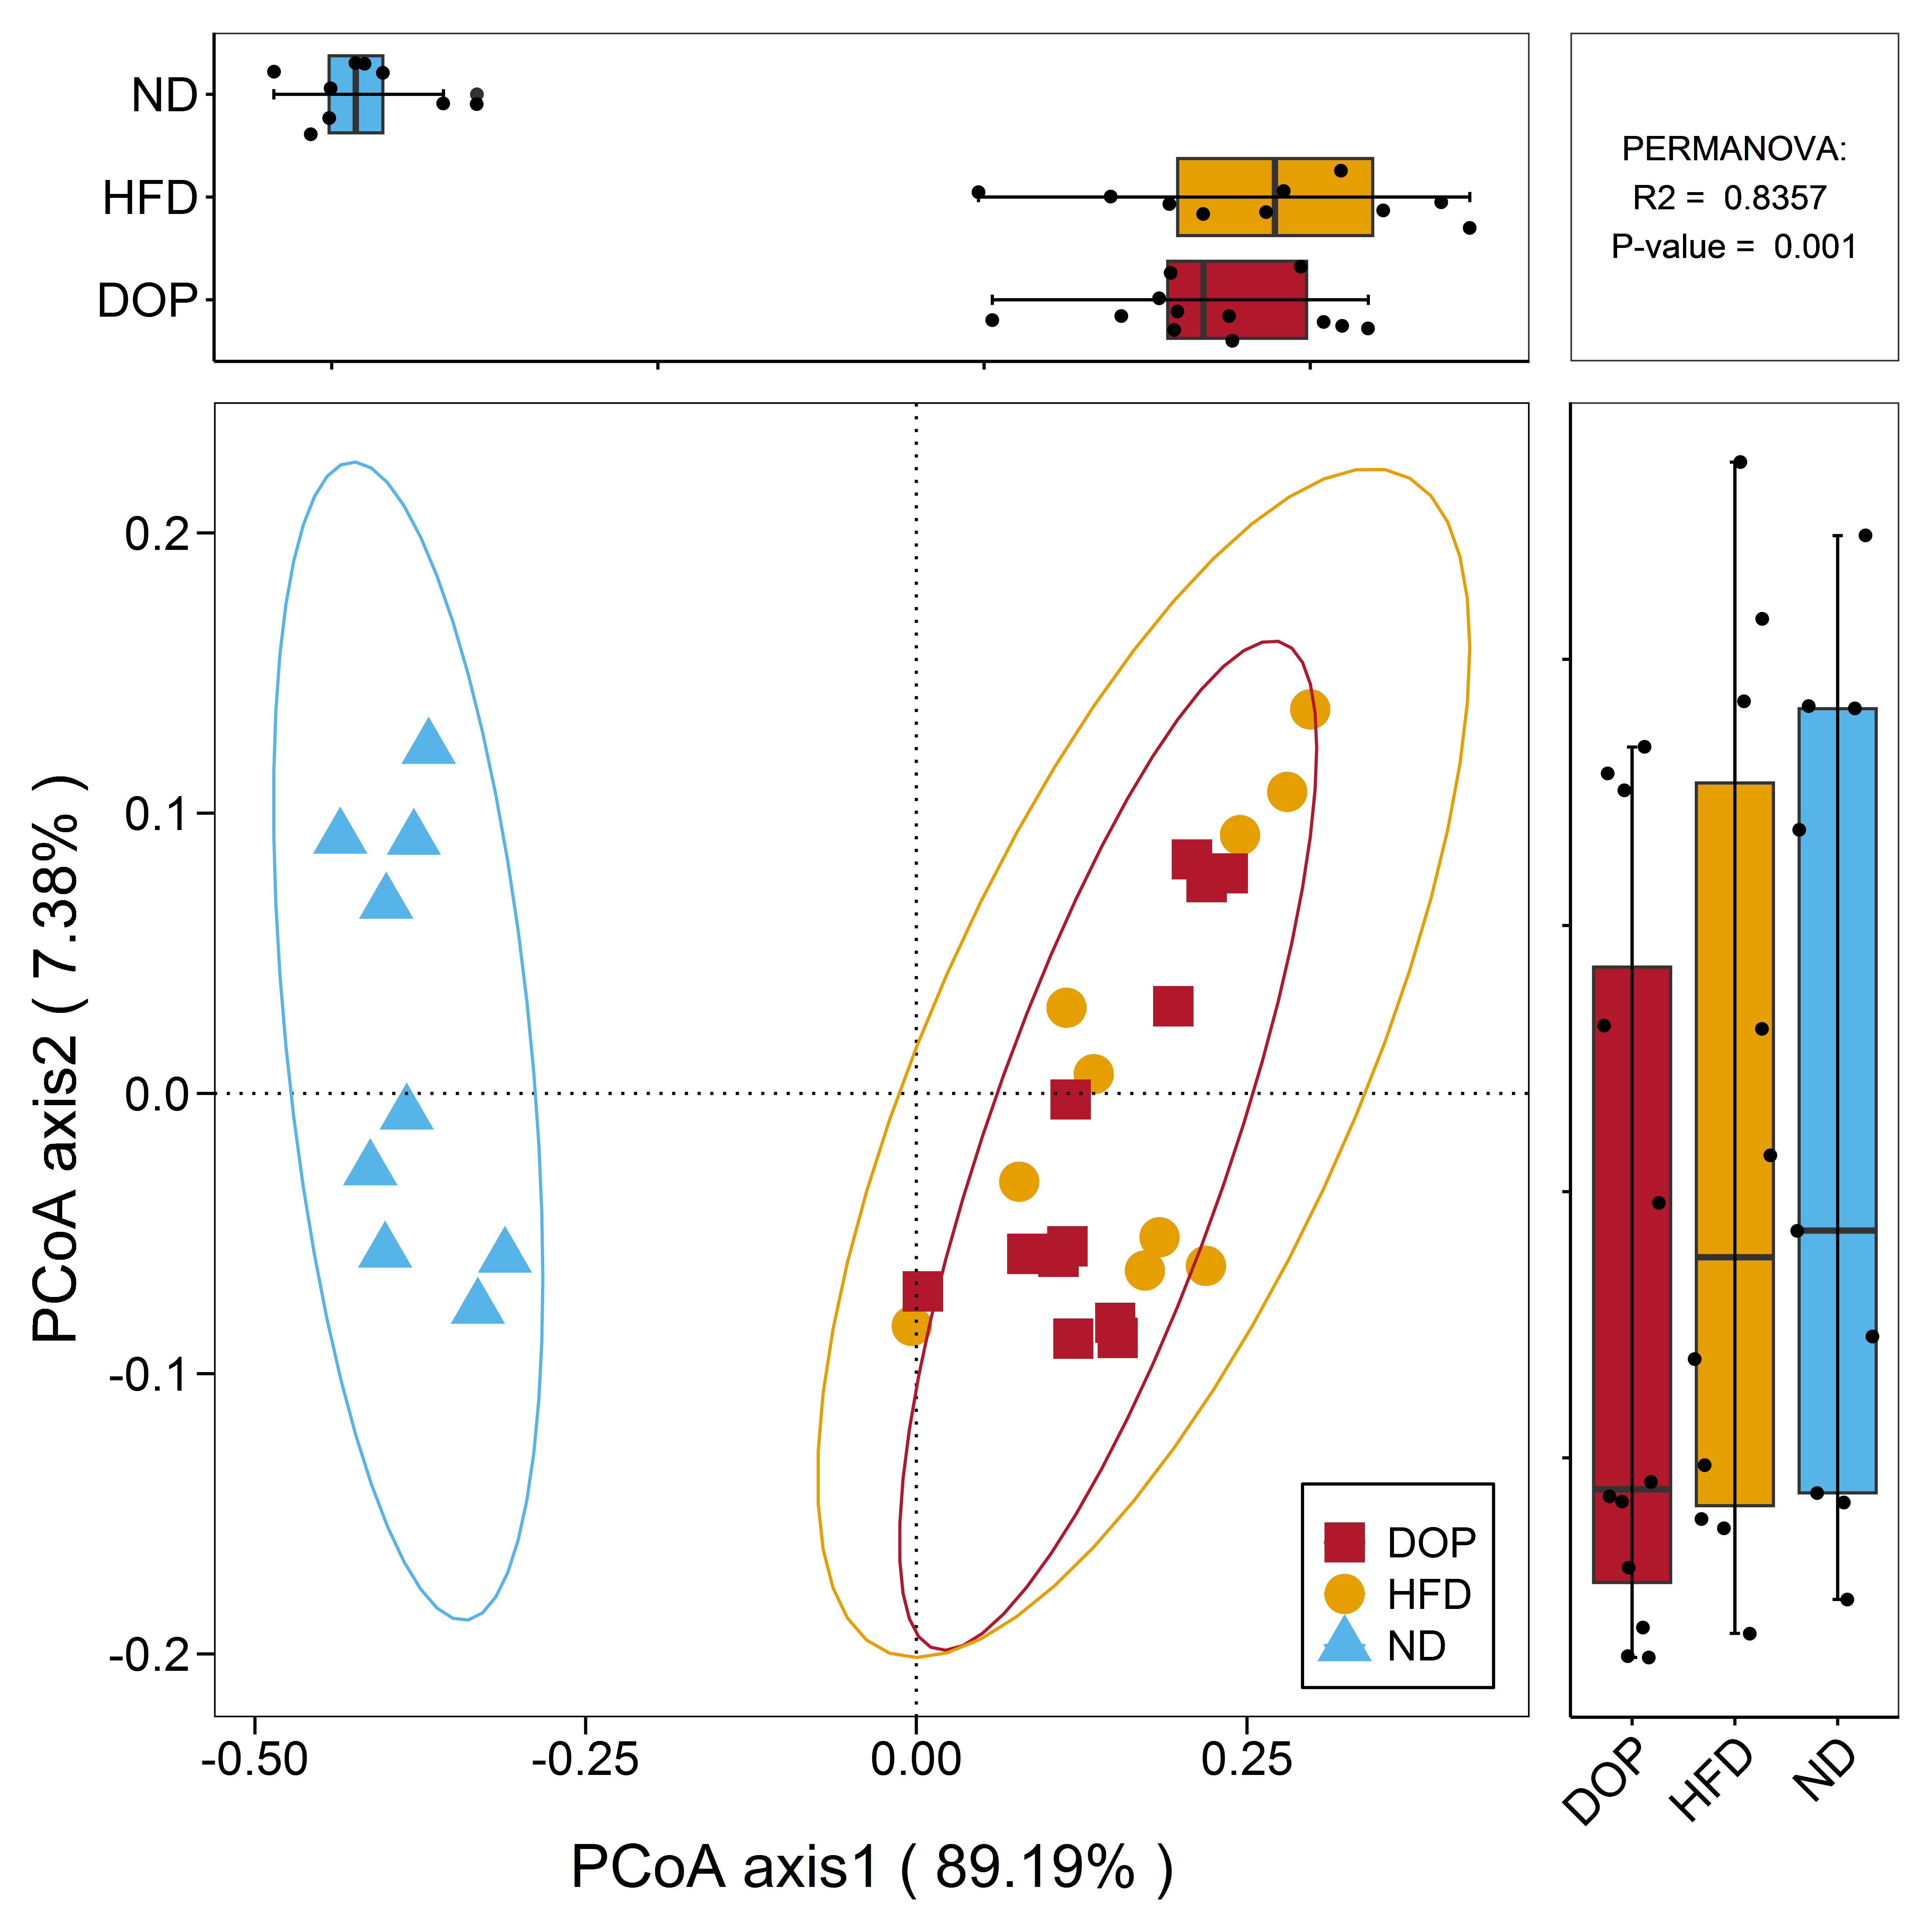 ND
HFD
DOP
PERMANOVA:
R2 = 0.8357
P-value = 0.001
PCoA axis2 ( 7.38% )
0.2
0.1
0.0
-0.1
-0.2
DOP
HFD
ND
-0.50
-0.25
0.00
0.25
PCoA axis1 ( 89.19% )
DOP
HFD
ND